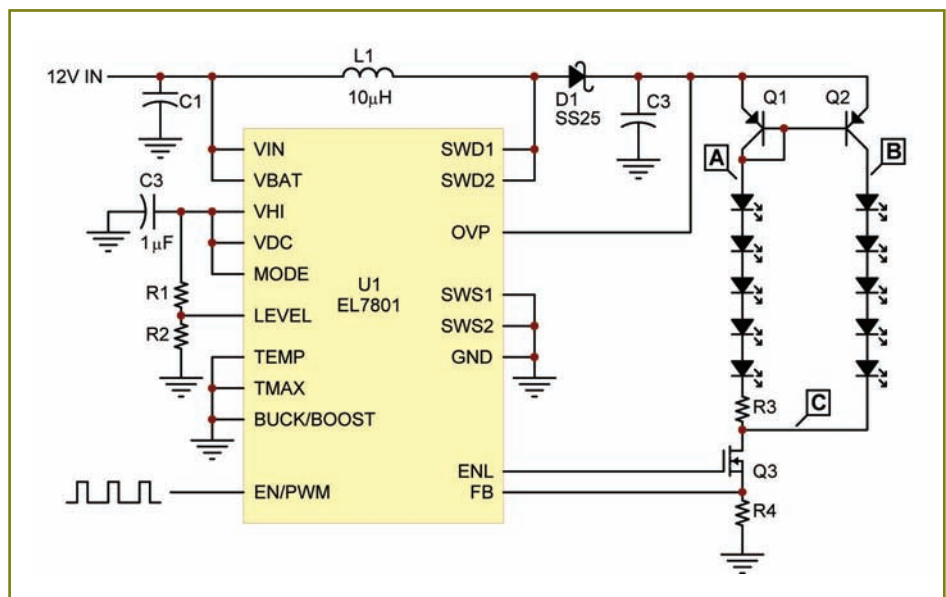 L1
12V IN
10μH
C1
D1
SS25
C3
Q1
Q2
A
B
VIN
SWD1
VBAT
SWD2
C3
VHI
1μF
VDC
OVP
MODE
R1
U1
EL7801
SWS1
LEVEL
SWS2
R2
TEMP
GND
TMAX
BUCK/BOOST
R3
C
ENL
Q3
EN/PWM
FB
R4